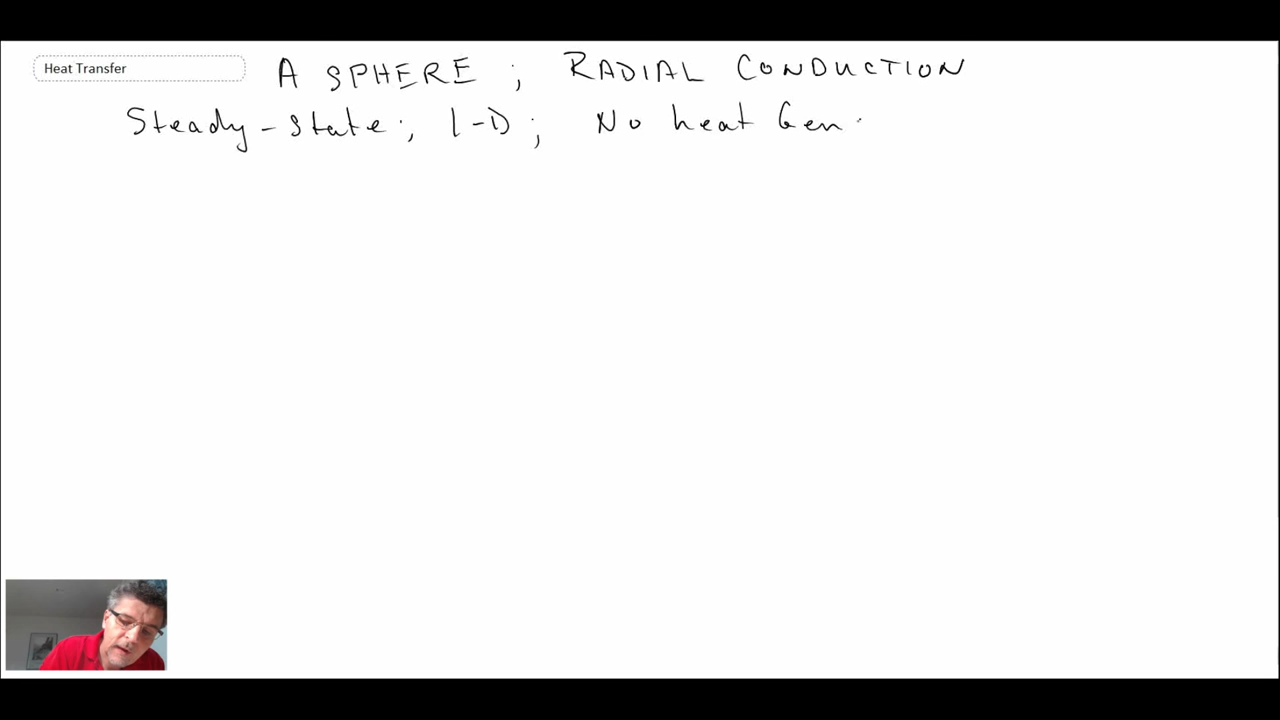 Heat Transfer
A SPHERE ; RADIAL CONDUCTION
Steady-State; 1-D; No heat Gen.